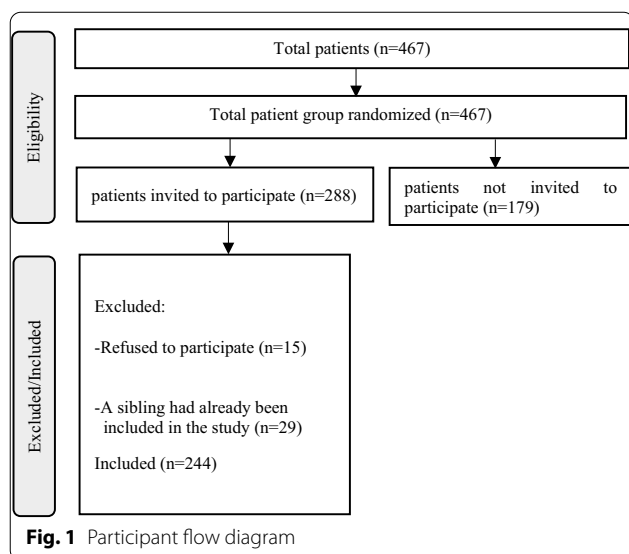 Eligibility
Total patients (n=467)
Total patient group randomized (n=467)
patients invited to participate (n=288)
patients not invited to
participate (n=179)
Excluded/Included
Excluded:
-Refused to participate (n=15)
-A sibling had already been
included in the study (n=29)
Included (n=244)
Fig. 1 Participant flow diagram